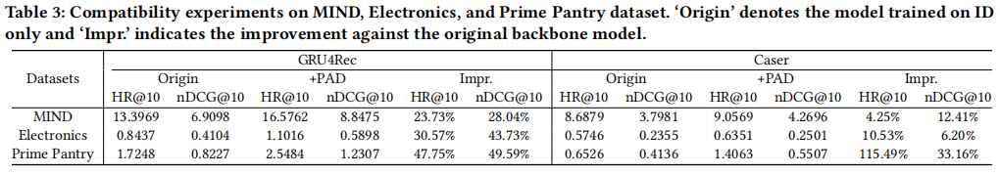 Table 3: Compatibility experiments on MIND, Electronics, and Prime Pantry dataset. ‘Origin’ denotes the model trained on ID
only and ‘Impr.’ indicates the improvement against the original backbone model.
GRU4Rec Caser
Datasets Origin +PAD Impr. Origin +PAD Impr.
HR@10 nDCG@10 HR@10 nDCG@10 HR@10 nDCG@10 HR@10 nDCG@10 HR@10 nDCG@10 HR@10 nDCG@10
MIND 13.3969 6.9098 16.5762 8.8475 23.73% 28.04% 8.6879 3.7981 9.0569 4.2696 4.25% 12.41%
Electronics 0.8437 0.4104 1.1016 0.5898 30.57% 43.73% 0.5746 0.2355 0.6351 0.2501 10.53% 6.20%
Prime Pantry 1.7248 0.8227 2.5484 1.2307 47.75% 49.59% 0.6526 0.4136 1.4063 0.5507 115.49% 33.16%